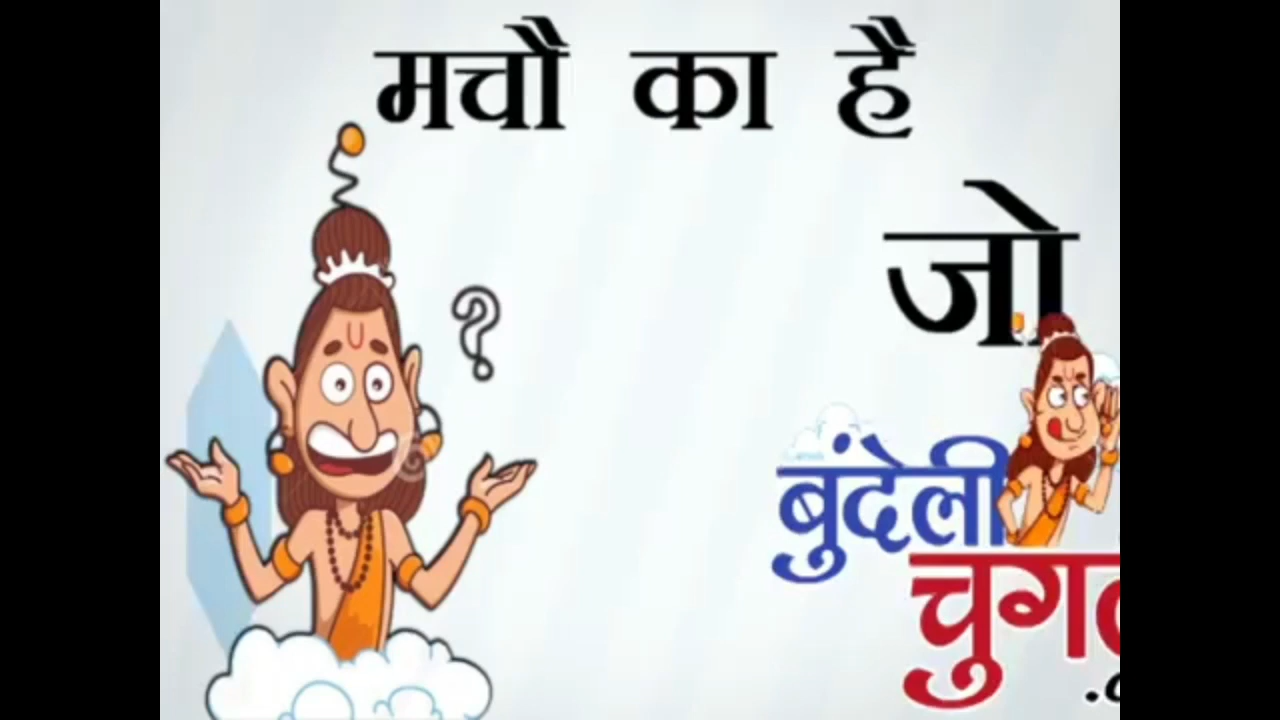 मचौ का है
जो
?
बुंदेली